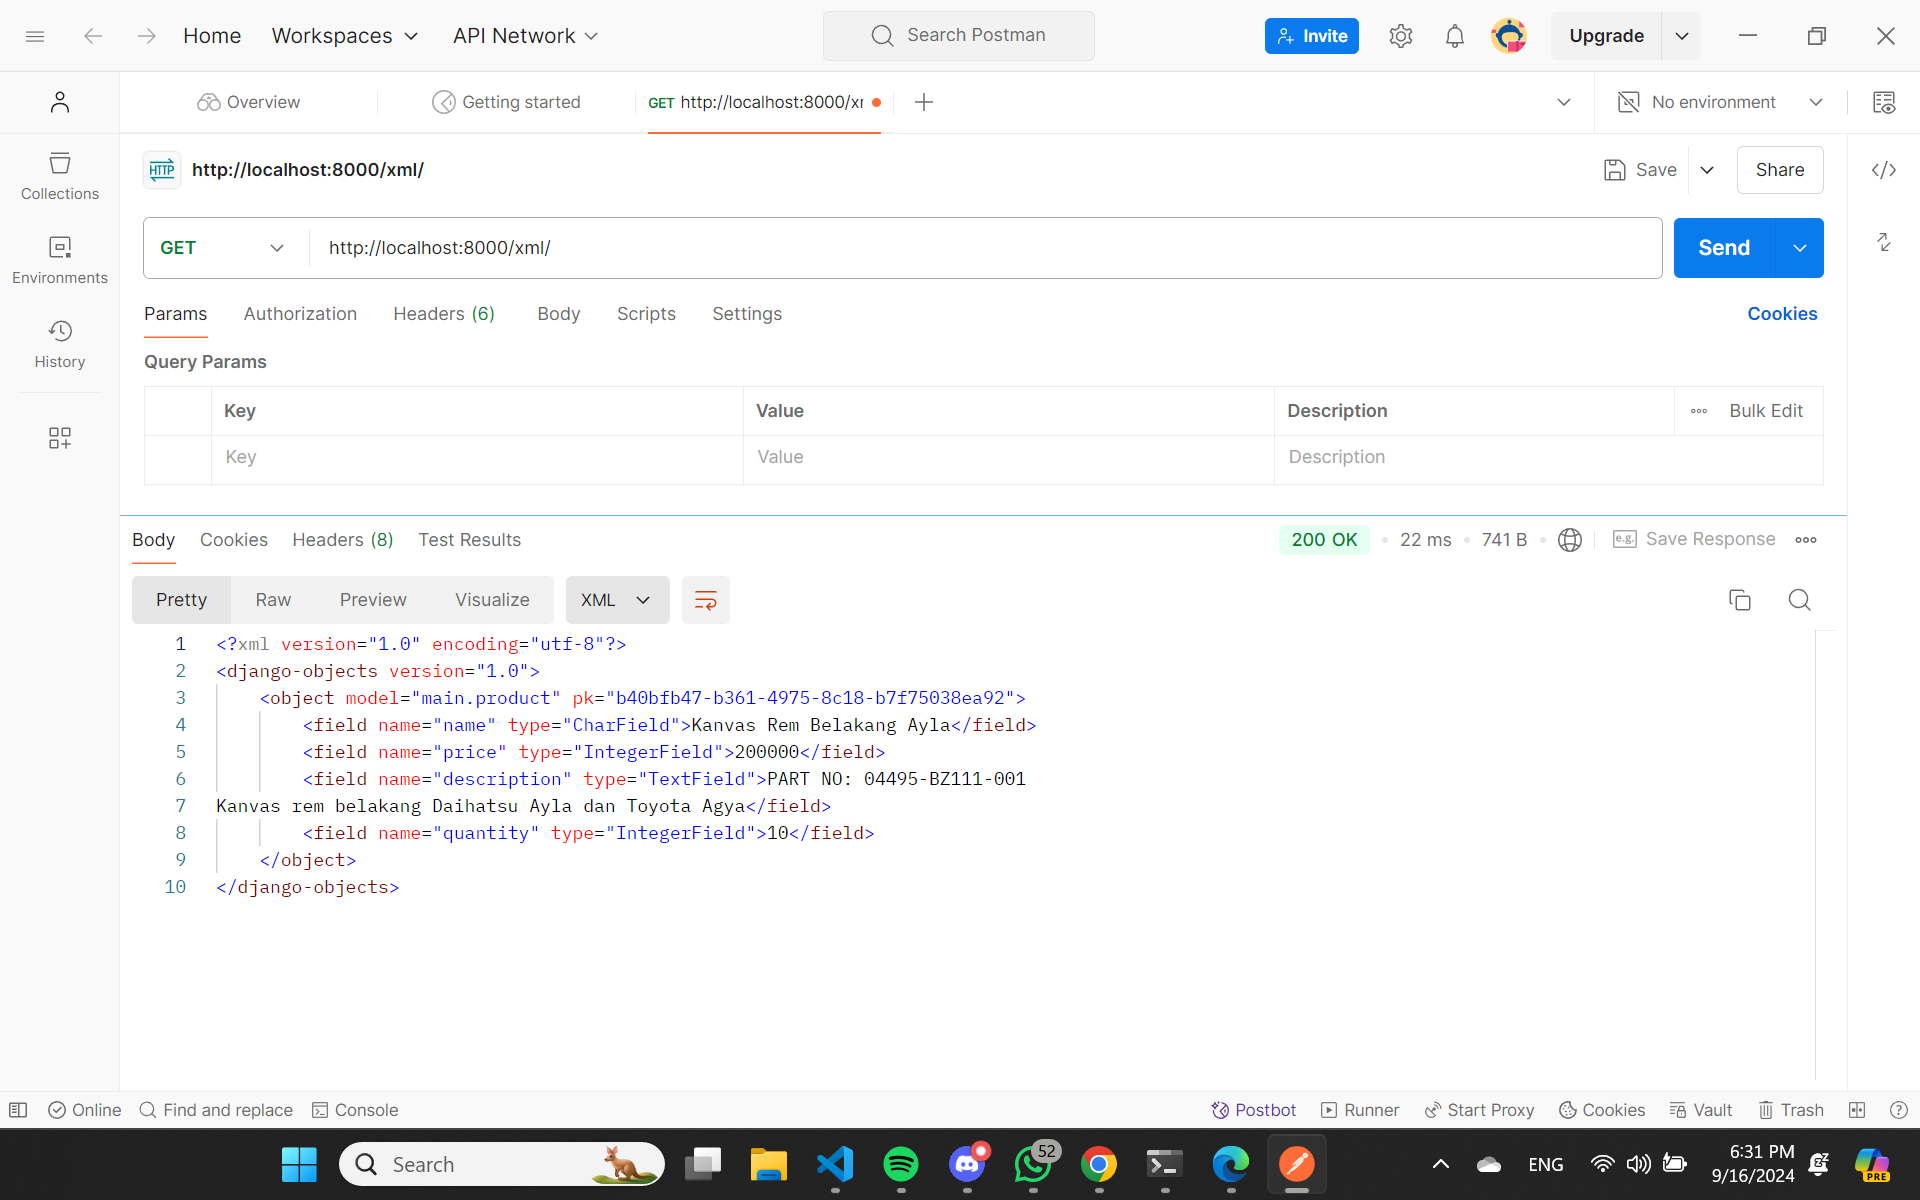 Home Workspaces API Network Search Postman Invite Upgrade
Overview Getting started GET http://localhost:8000/xr No environment
HTTP http://localhost:8000/xml/ Save Share
Collections
Environments
History
GET http://localhost:8000/xml/ Send
Params Authorization Headers (6) Body Scripts Settings Cookies
Query Params
Key Value Description Bulk Edit
Key Value Description
Body Cookies Headers (8) Test Results 200 OK 22 ms 741 B e.g. Save Response
Pretty Raw Preview Visualize XML
1 <?xml version="1.0" encoding="utf-8"?>
2 <django-objects version="1.0">
3 <object model="main.product" pk="b40bfb47-b361-4975-8c18-b7f75038ea92">
4 <field name="name" type="CharField">Kanvas Rem Belakang Ayla</field>
5 <field name="price" type="IntegerField">200000</field>
6 <field name="description" type="TextField">PART NO: 04495-BZ111-001
7 Kanvas rem belakang Daihatsu Ayla dan Toyota Agya</field>
8 <field name="quantity" type="IntegerField">10</field>
9 </object>
10 </django-objects>
Online Find and replace Console Postbot Runner Start Proxy Cookies Vault Trash
Search 52 ENG 6:31 PM
9/16/2024 PRE